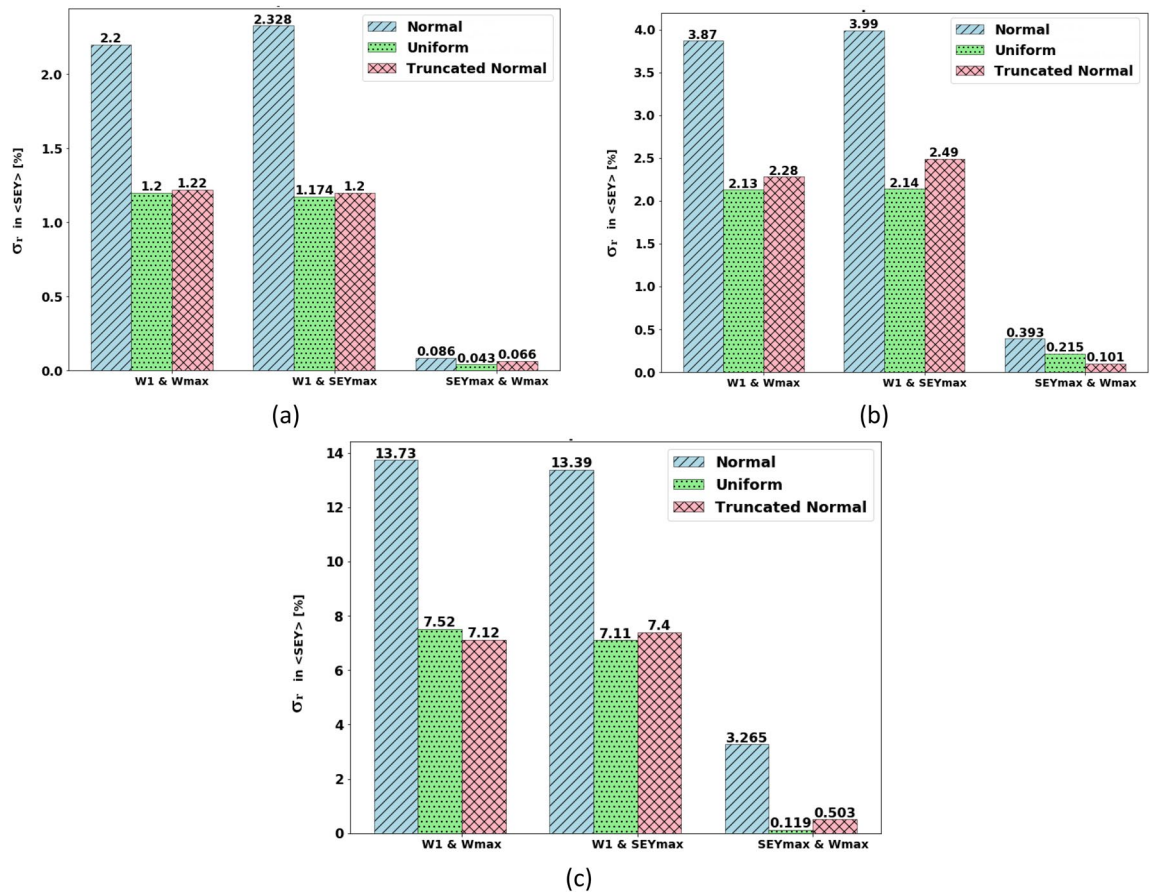 2.328
2.2
Normal
Uniform
Truncated Normal
2.0
1.5
1.2
1.22
1.174
1.2
1.0
0.5
0.086
0.043
0.066
0.0
σr in <SEY> [%]
W1 & Wmax
W1 & SEYmax
SEYmax & Wmax
(a)
3.87
3.99
Normal
Uniform
Truncated Normal
4.0
3.5
3.0
2.5
2.13
2.28
2.14
2.49
2.0
1.5
1.0
0.5
0.393
0.215
0.101
0.0
σr in <SEY> [%]
W1 & Wmax
W1 & SEYmax
SEYmax & Wmax
(b)
13.73
13.39
Normal
Uniform
Truncated Normal
14
12
10
8
7.52
7.12
7.11
7.4
6
4
3.265
2
0.119
0.503
0
σr in <SEY> [%]
W1 & Wmax
W1 & SEYmax
SEYmax & Wmax
(c)